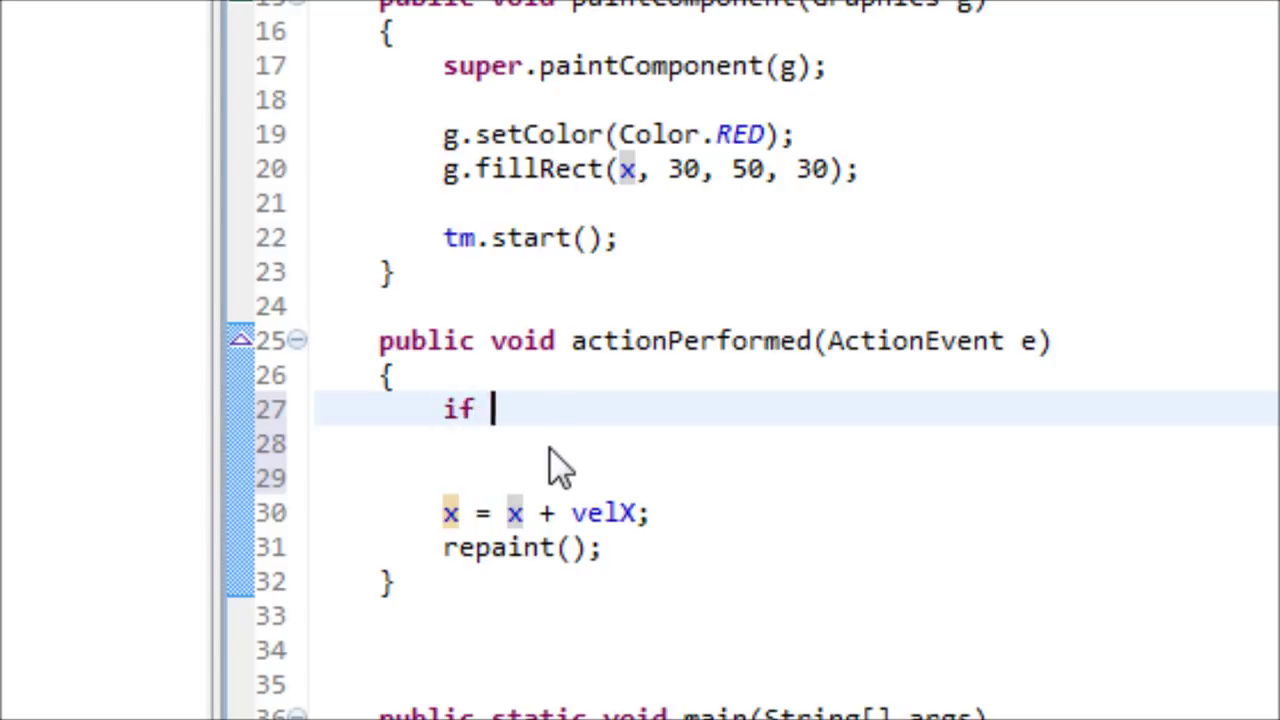 15 public void paintComponent(Graphics g)
16 {
17 super.paintComponent(g);
18
19 g.setColor(Color.RED);
20 g.fillRect(x, 30, 50, 30);
21
22 tm.start();
23 }
24
25 public void actionPerformed(ActionEvent e)
26 {
27 if
28
29
30 x = x + velX;
31 repaint();
32 }
33
34
35
36 public static void main(String[] args)